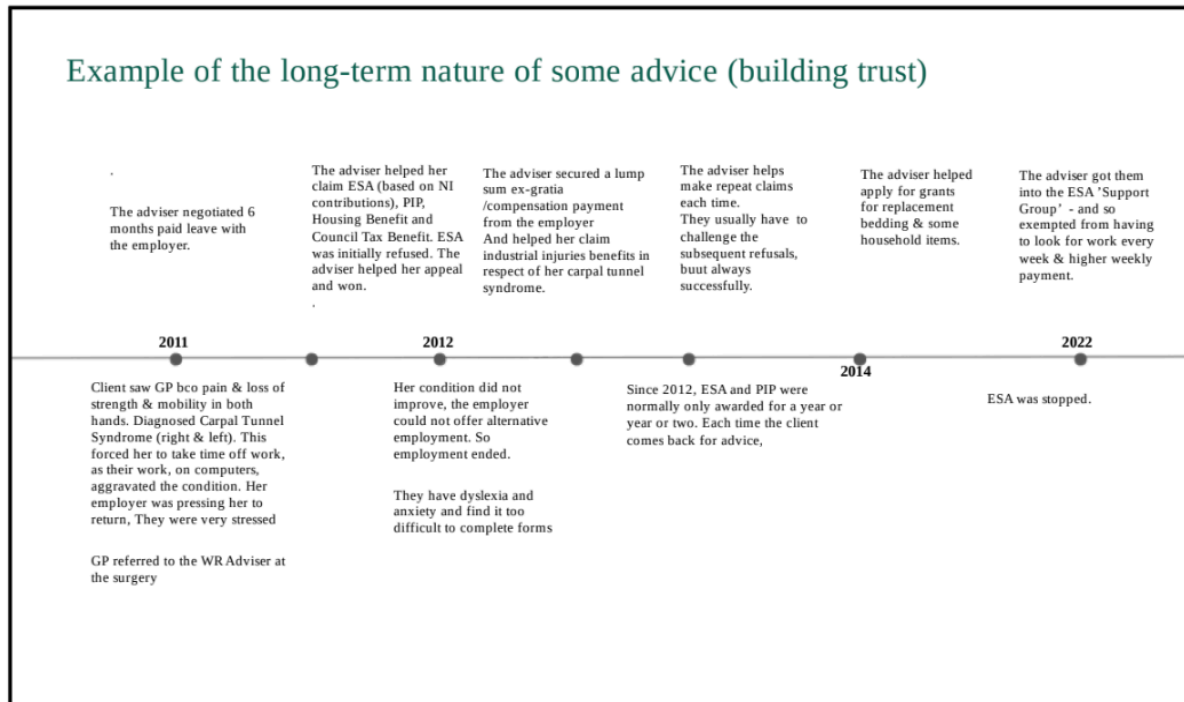 Example of the long-term nature of some advice (building trust)
.
The adviser negotiated 6
months paid leave with
the employer.
The adviser helped her
claim ESA (based on NI
contributions), PIP,
Housing Benefit and
Council Tax Benefit. ESA
was initially refused. The
adviser helped her appeal
and won.
.
The adviser secured a lump
sum ex-gratia
/compensation payment
from the employer
And helped her claim
industrial injuries benefits in
respect of her carpal tunnel
syndrome.
The adviser helps
make repeat claims
each time.
They usually have to
challenge the
subsequent refusals,
buut always
successfully.
The adviser helped
apply for grants
for replacement
bedding & some
household items.
The adviser got them
into the ESA 'Support
Group' - and so
exempted from having
to look for work every
week & higher weekly
payment.
2011
2012
2014
2022
Client saw GP bco pain & loss of
strength & mobility in both
hands. Diagnosed Carpal Tunnel
Syndrome (right & left). This
forced her to take time off work,
as their work, on computers,
aggravated the condition. Her
employer was pressing her to
return, They were very stressed
GP referred to the WR Adviser at
the surgery
Her condition did not
improve, the employer
could not offer alternative
employment. So
employment ended.
They have dyslexia and
anxiety and find it too
difficult to complete forms
Since 2012, ESA and PIP were
normally only awarded for a year or
year or two. Each time the client
comes back for advice,
ESA was stopped.